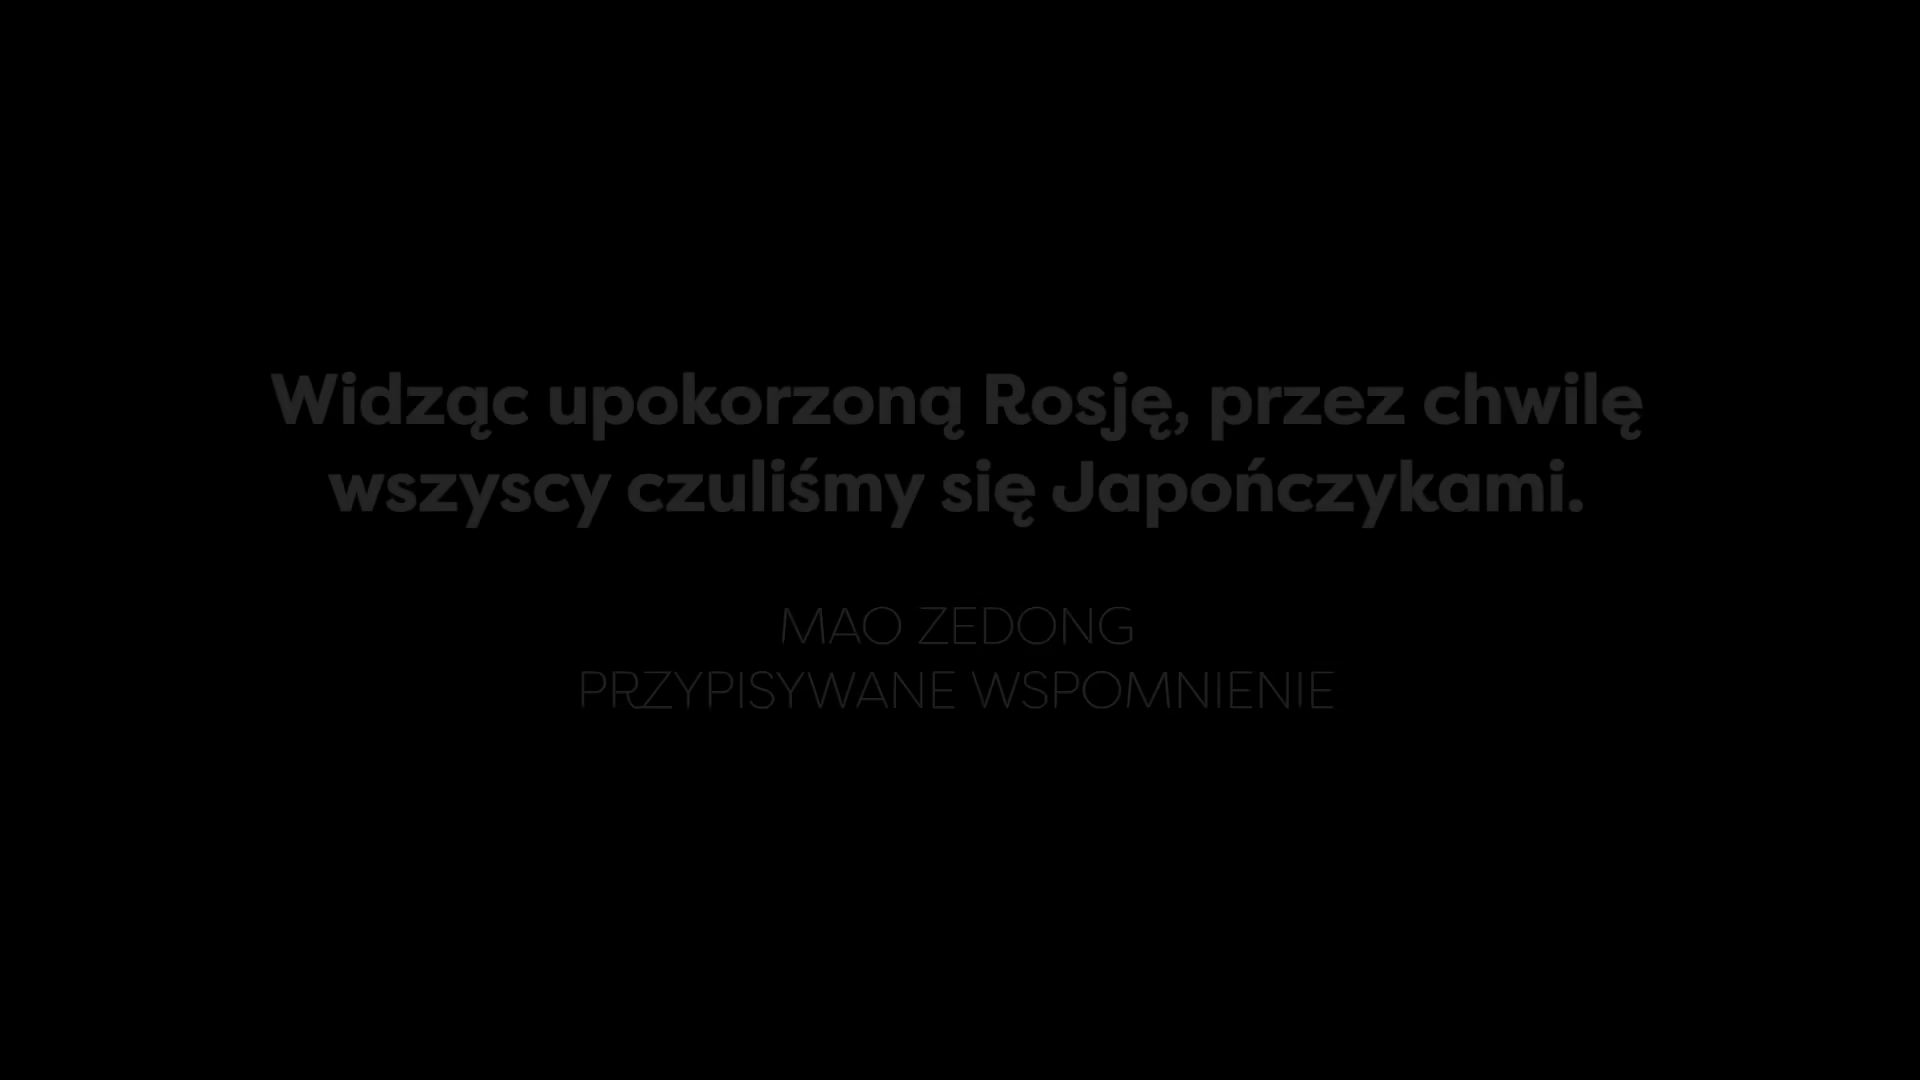 Widząc upokorzoną Rosję, przez chwilę
wszyscy czuliśmy się Japończykami.
MAO ZEDONG
PRZYPISYWANE WSPOMNIENIE